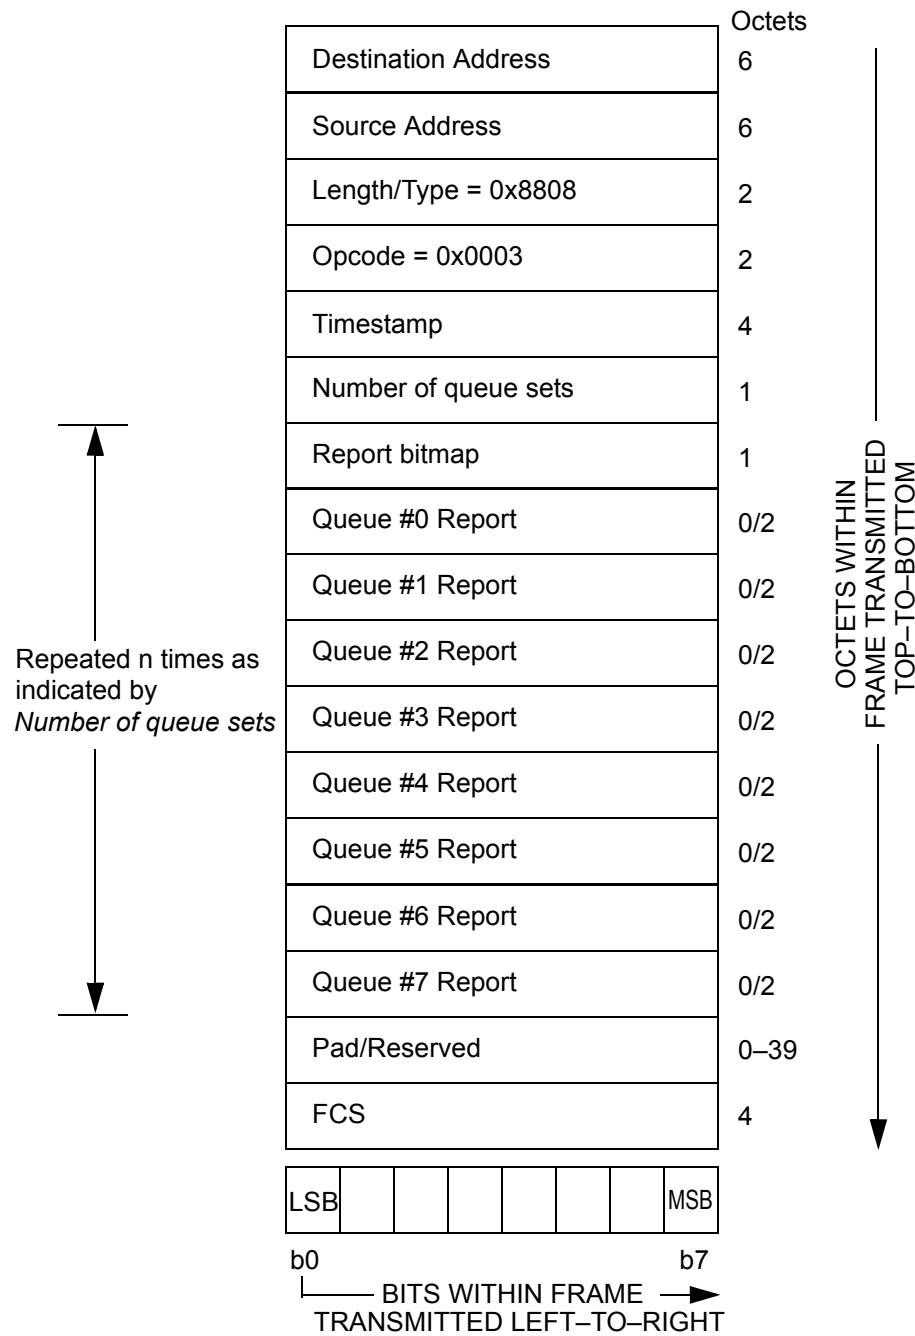 Octets
Destination Address 6
Source Address 6
Length/Type = 0x8808 2
Opcode = 0x0003 2
Timestamp 4
Number of queue sets 1
Report bitmap 1
Queue #0 Report 0/2
Queue #1 Report 0/2
Queue #2 Report 0/2
Queue #3 Report 0/2
Queue #4 Report 0/2
Queue #5 Report 0/2
Queue #6 Report 0/2
Queue #7 Report 0/2
Pad/Reserved 0–39
FCS 4
Repeated n times as
indicated by
Number of queue sets
OCTETS WITHIN
FRAME TRANSMITTED
TOP–TO–BOTTOM
LSB MSB
b0 b7
BITS WITHIN FRAME
TRANSMITTED LEFT–TO–RIGHT